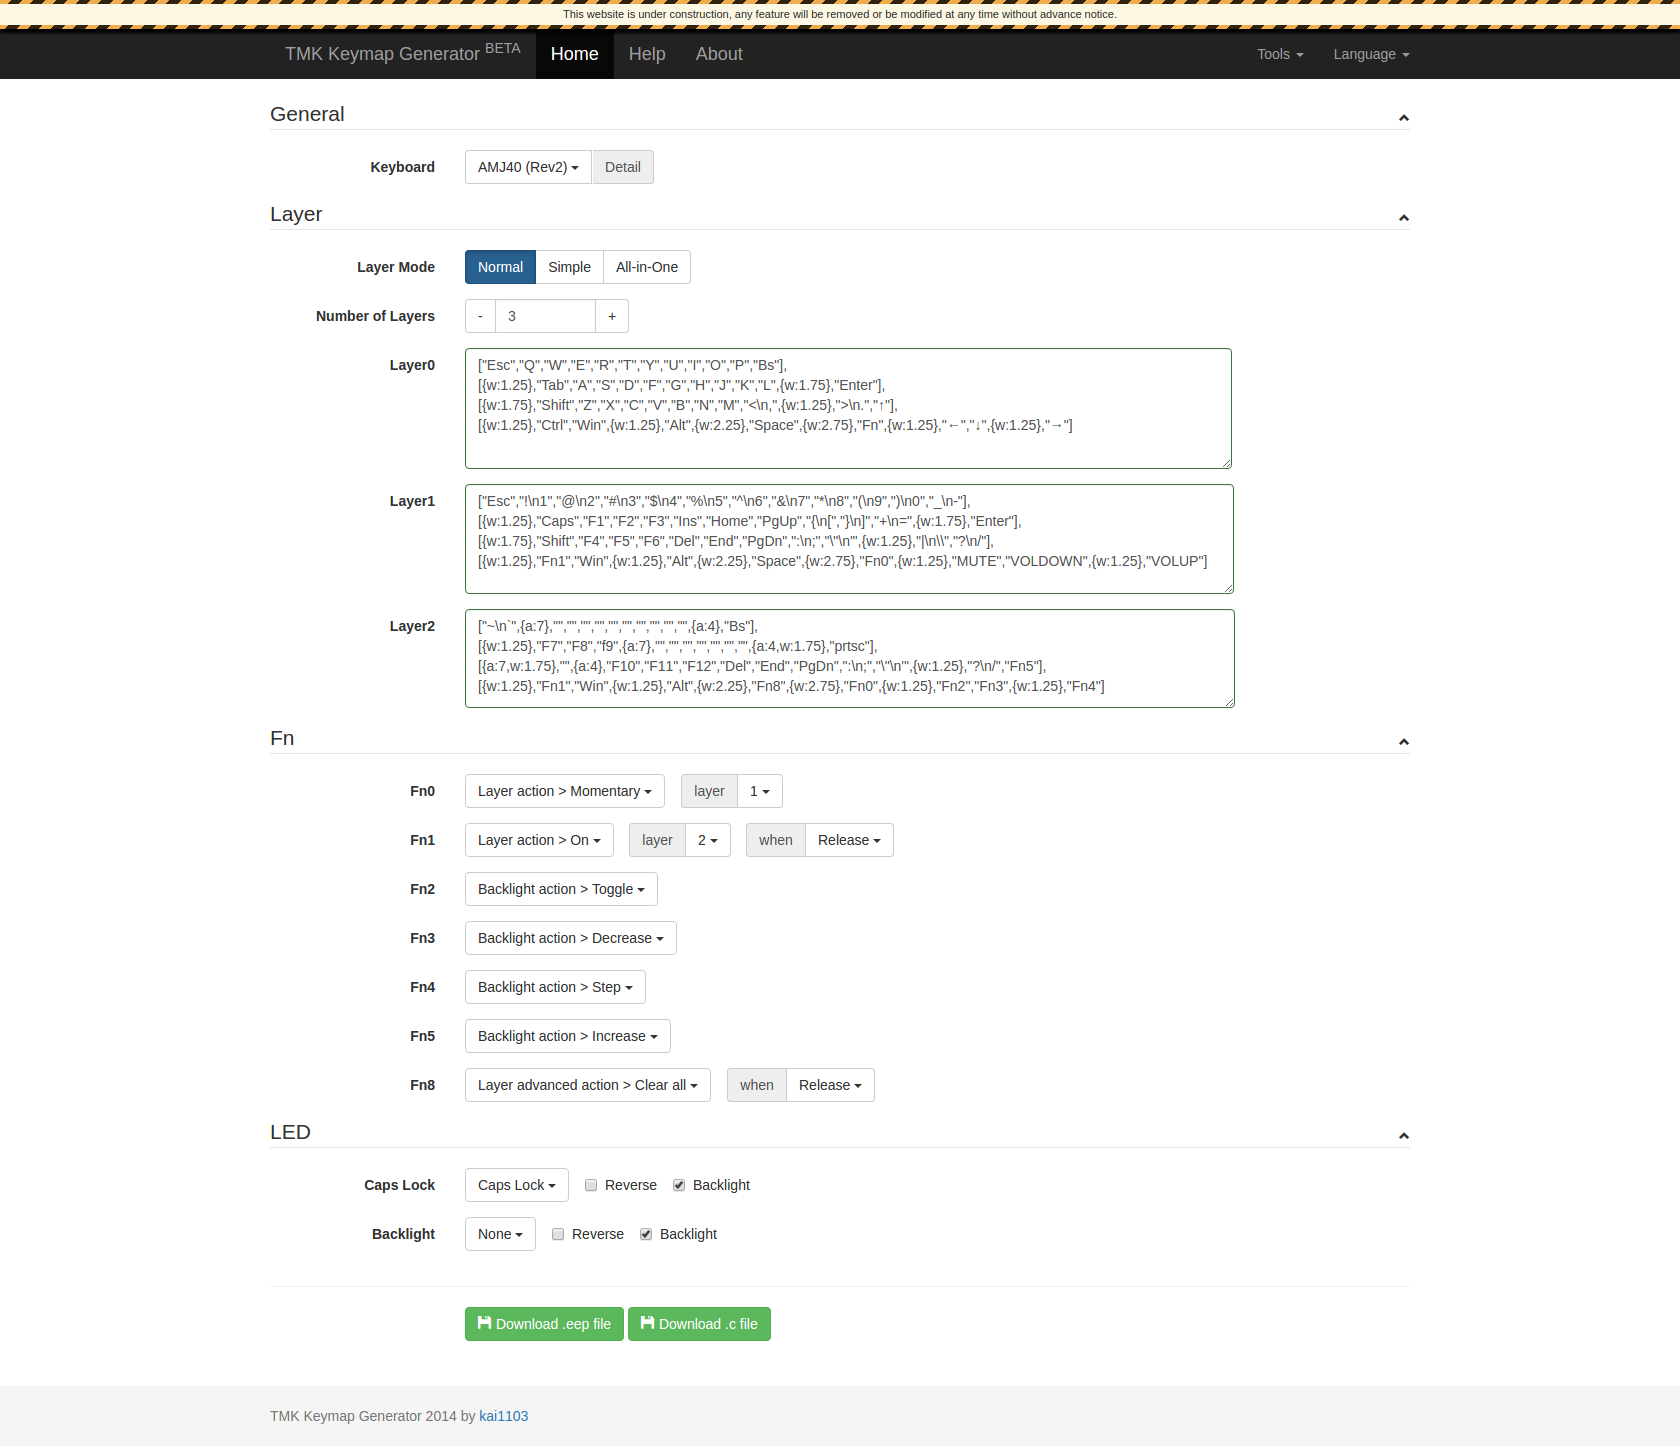 This website is under construction, any feature will be removed or be modified at any time without advance notice.
TMK Keymap Generator BETA Home Help About Tools Language
General
Keyboard AMJ40 (Rev2) Detail
Layer
Layer Mode Normal Simple All-in-One
Number of Layers - 3 +
Layer0 ["Esc","Q","W","E","R","T","Y","U","I","O","P","Bs"],
[{w:1.25},"Tab","A","S","D","F","G","H","J","K","L",{w:1.75},"Enter"],
[{w:1.75},"Shift","Z","X","C","V","B","N","M","<\n,",{w:1.25},">\n.","↑"],
[{w:1.25},"Ctrl","Win",{w:1.25},"Alt",{w:2.25},"Space",{w:2.75},"Fn",{w:1.25},"←","↓",{w:1.25},"→"]
Layer1 ["Esc","!\n1","@\n2","#\n3","$\n4","%\n5","^\n6","&\n7","*\n8","(\n9",")\n0","_\n-"],
[{w:1.25},"Caps","F1","F2","F3","Ins","Home","PgUp","{\n[","}\n]","+\n=",{w:1.75},"Enter"],
[{w:1.75},"Shift","F4","F5","F6","Del","End","PgDn",":\n;","\"\n'",{w:1.25},"|\n\\","?\n/"],
[{w:1.25},"Fn1","Win",{w:1.25},"Alt",{w:2.25},"Space",{w:2.75},"Fn0",{w:1.25},"MUTE","VOLDOWN",{w:1.25},"VOLUP"]
Layer2 ["~\n`",{a:7},"","","","","","","","","","",{a:4},"Bs"],
[{w:1.25},"F7","F8","f9",{a:7},"","","","","","","",{a:4,w:1.75},"prtsc"],
[{a:7,w:1.75},"",{a:4},"F10","F11","F12","Del","End","PgDn",":\n;","\"\n'",{w:1.25},"?\n/","Fn5"],
[{w:1.25},"Fn1","Win",{w:1.25},"Alt",{w:2.25},"Fn8",{w:2.75},"Fn0",{w:1.25},"Fn2","Fn3",{w:1.25},"Fn4"]
Fn
Fn0 Layer action > Momentary layer 1
Fn1 Layer action > On layer 2 when Release
Fn2 Backlight action > Toggle
Fn3 Backlight action > Decrease
Fn4 Backlight action > Step
Fn5 Backlight action > Increase
Fn8 Layer advanced action > Clear all when Release
LED
Caps Lock Caps Lock Reverse Backlight
Backlight None Reverse Backlight
Download .eep file Download .c file
TMK Keymap Generator 2014 by kai1103